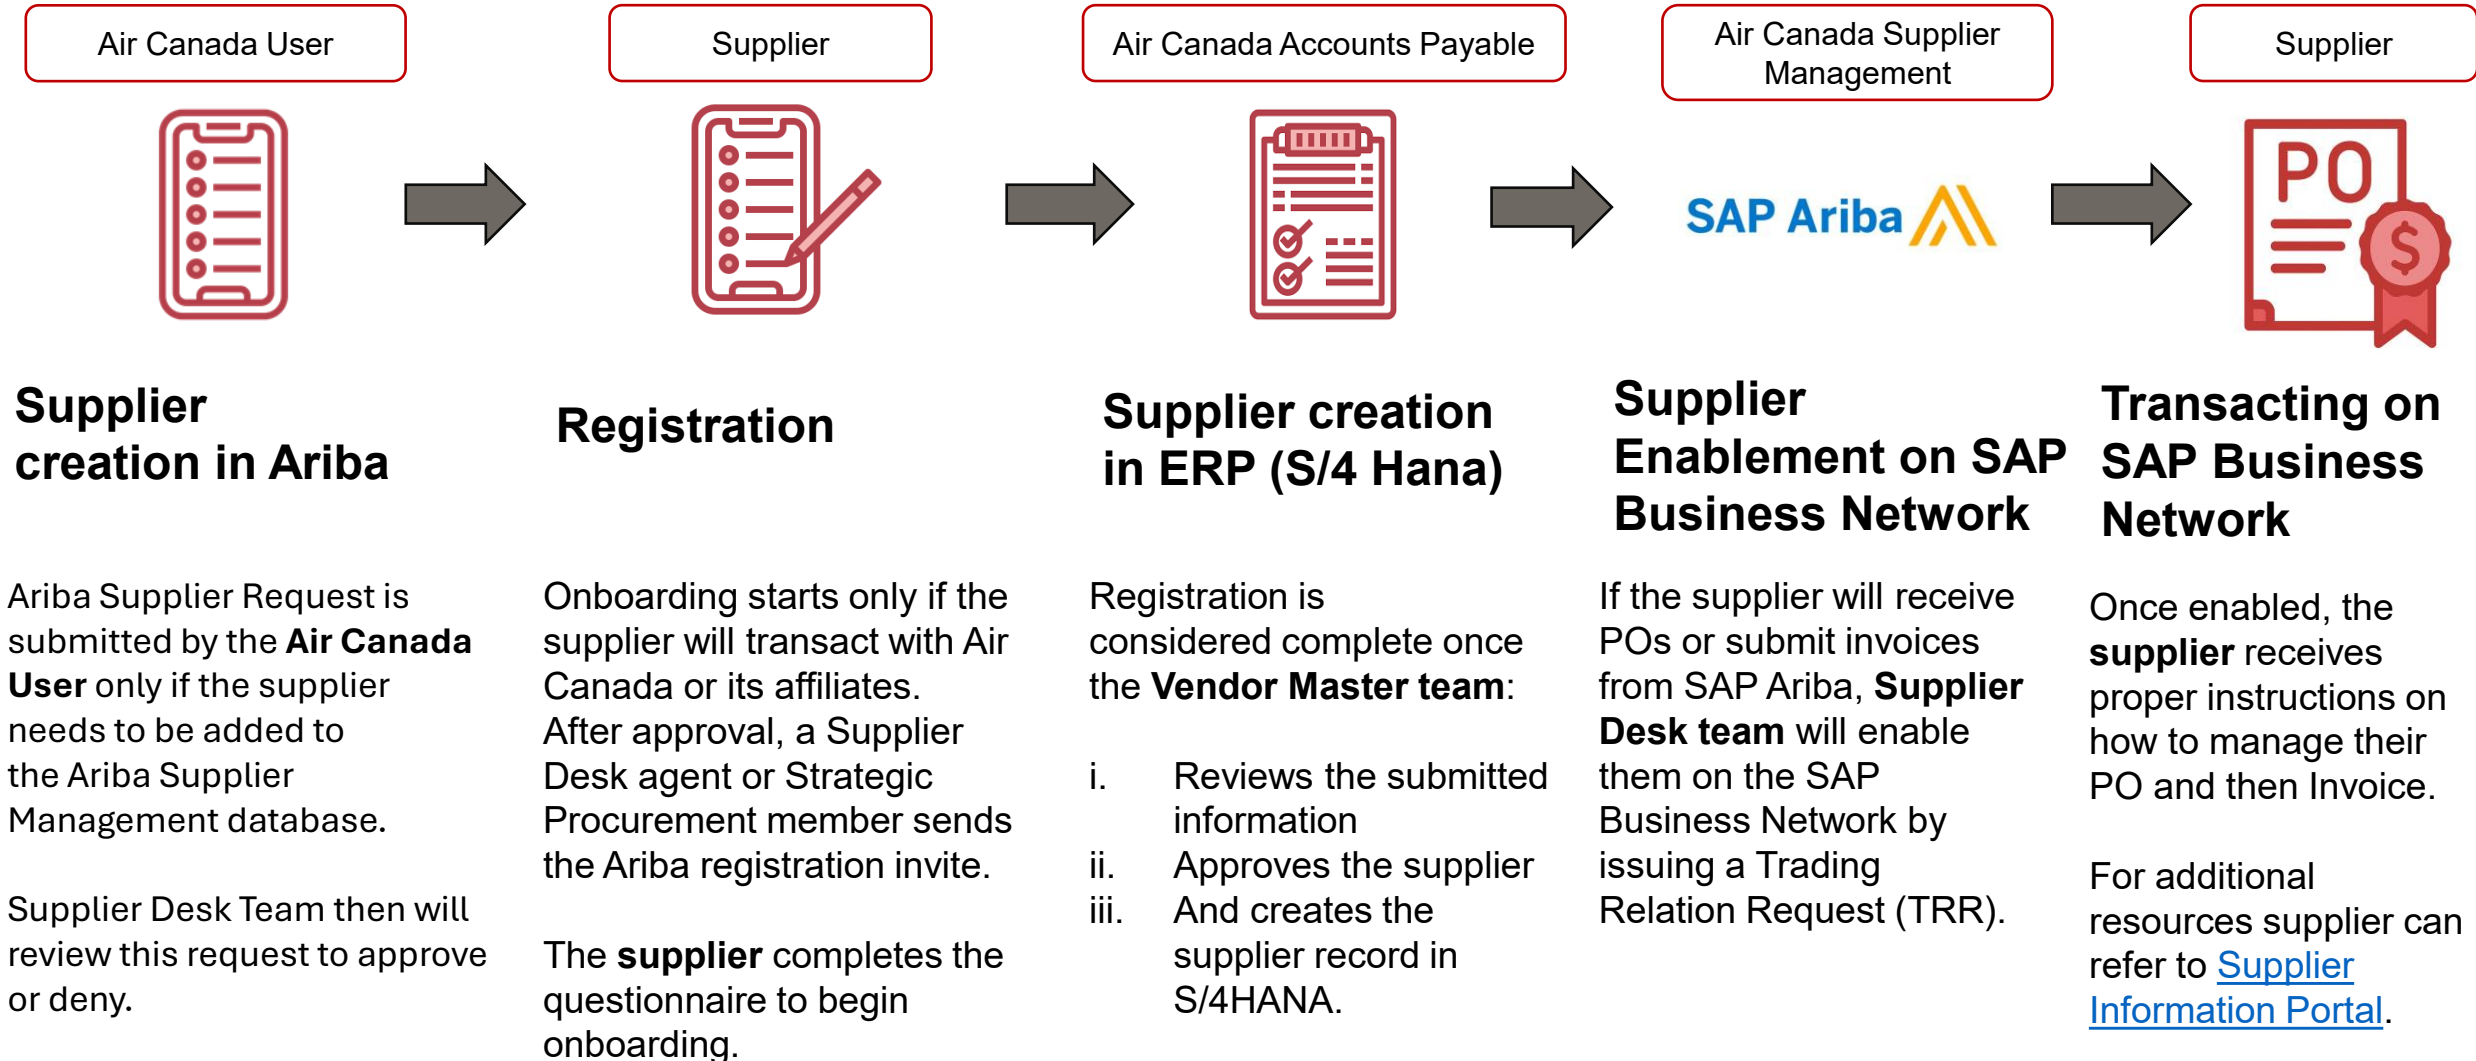 Air Canada User
Supplier
Air Canada Accounts Payable
Air Canada Supplier
Management
Supplier
SAP Ariba
PO
$
Supplier
creation in Ariba
Registration
Supplier creation
in ERP (S/4 Hana)
Supplier
Enablement on SAP
Business Network
Transacting on
SAP Business
Network
Ariba Supplier Request is
submitted by the Air Canada
User only if the supplier
needs to be added to
the Ariba Supplier
Management database.
Supplier Desk Team then will
review this request to approve
or deny.
Onboarding starts only if the
supplier will transact with Air
Canada or its affiliates.
After approval, a Supplier
Desk agent or Strategic
Procurement member sends
the Ariba registration invite.
The supplier completes the
questionnaire to begin
onboarding.
Registration is
considered complete once
the Vendor Master team:
i. Reviews the submitted
information
ii. Approves the supplier
iii. And creates the
supplier record in
S/4HANA.
If the supplier will receive
POs or submit invoices
from SAP Ariba, Supplier
Desk team will enable
them on the SAP
Business Network by
issuing a Trading
Relation Request (TRR).
Once enabled, the
supplier receives
proper instructions on
how to manage their
PO and then Invoice.
For additional
resources supplier can
refer to Supplier
Information Portal.